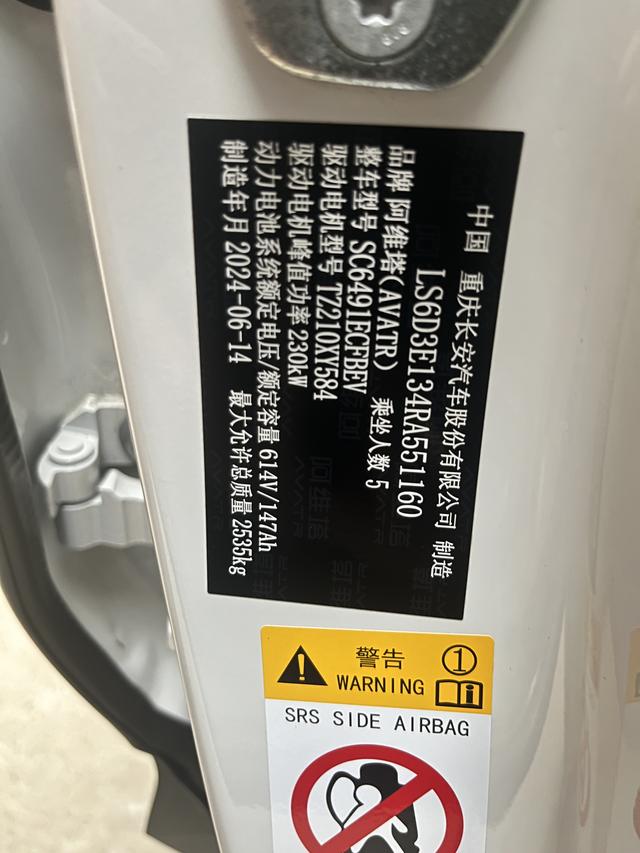 中国 重庆长安汽车股份有限公司 制造
LS6D3E134RA551160
品牌 阿维塔(AVATR)
整车型号 SC6491ECFBEV 乘坐人数 5
驱动电机型号 TZ210XY584
驱动电机峰值功率 230kW
动力电池系统额定电压/额定容量 614V/147Ah
制造年月 2024-06-14 最大允许总质量 2535kg
警告 ①
WARNING
SRS SIDE AIRBAG